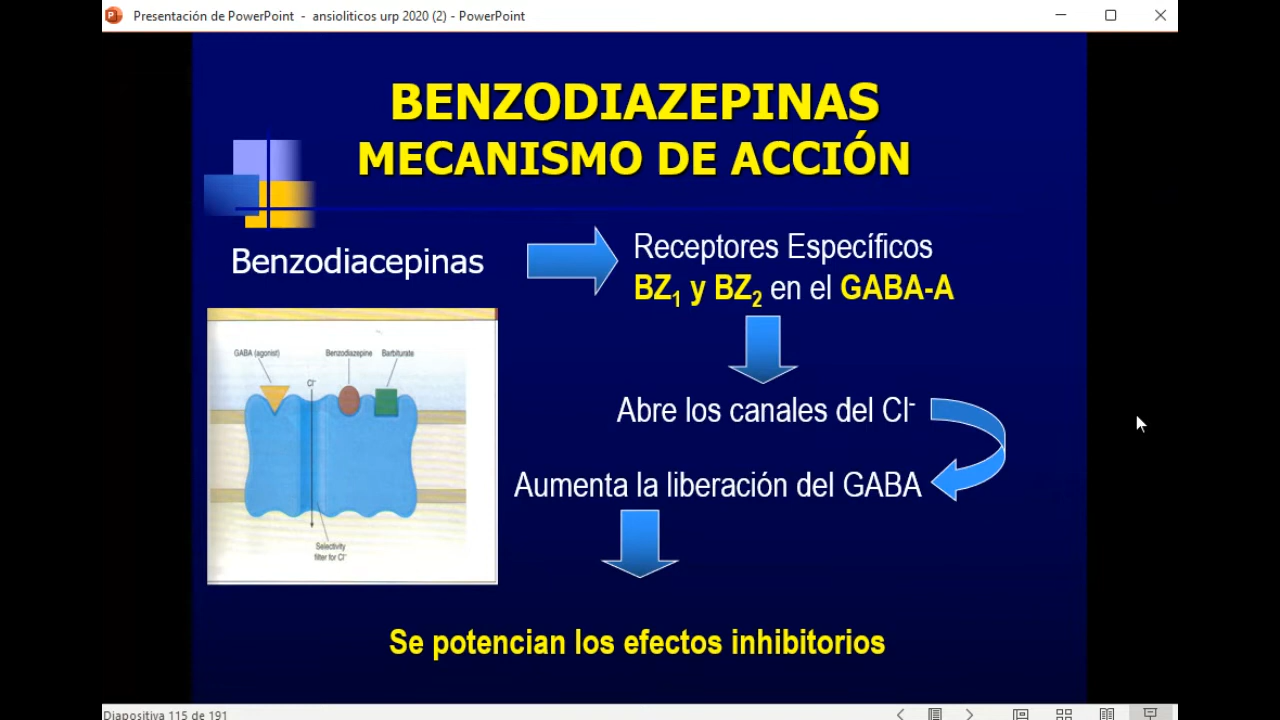 Presentación de PowerPoint - ansioliticos urp 2020 (2) - PowerPoint
BENZODIAZEPINAS
MECANISMO DE ACCIÓN
Benzodiacepinas
Receptores Específicos
BZ1 y BZ2 en el GABA-A
GABA (agonist)
Benzodiazepine
Barbiturate
Cl-
Selectivity
filter for Cl-
Abre los canales del Cl-
Aumenta la liberación del GABA
Se potencian los efectos inhibitorios
Diapositiva 115 de 191